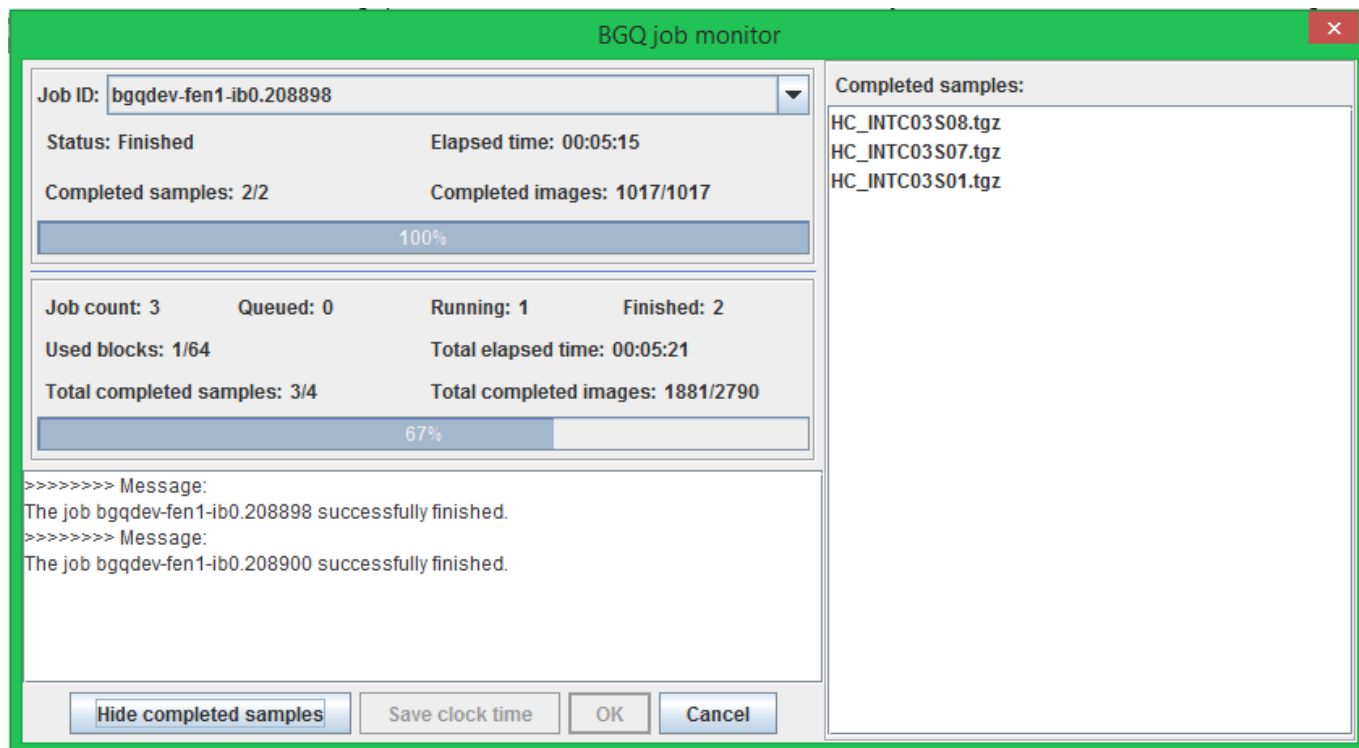 BGQ job monitor
Job ID: bgqdev-fen1-ib0.208898
Status: Finished Elapsed time: 00:05:15
Completed samples: 2/2 Completed images: 1017/1017
100%
Job count: 3 Queued: 0 Running: 1 Finished: 2
Used blocks: 1/64 Total elapsed time: 00:05:21
Total completed samples: 3/4 Total completed images: 1881/2790
67%
>>>>>>>> Message:
The job bgqdev-fen1-ib0.208898 successfully finished.
>>>>>>>> Message:
The job bgqdev-fen1-ib0.208900 successfully finished.
Hide completed samples Save clock time OK Cancel
Completed samples:
HC_INTC03S08.tgz
HC_INTC03S07.tgz
HC_INTC03S01.tgz